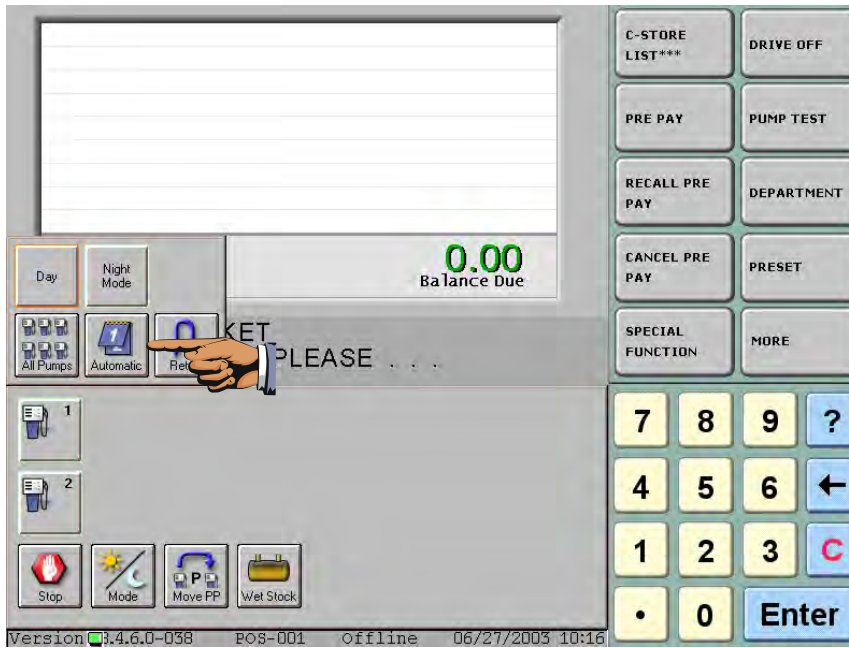 C-STORE
LIST***
DRIVE OFF
PRE PAY
PUMP TEST
RECALL PRE
PAY
DEPARTMENT
CANCEL PRE
PAY
PRESET
SPECIAL
FUNCTION
MORE
0.00
Balance Due
Day
Night
Mode
All Pumps
Automatic
KET
PLEASE . . .
1
2
Stop
Mode
P
Move PP
Wet Stock
7 8 9 ?
4 5 6 ←
1 2 3 C
. 0 Enter
Version 3.4.6.0-038 POS-001 Offline 06/27/2003 10:16